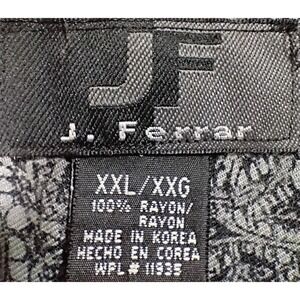 JF
J. Ferrar
XXL/XXG
100% RAYON/
RAYON
MADE IN KOREA
HECHO EN COREA
WPL# 11935